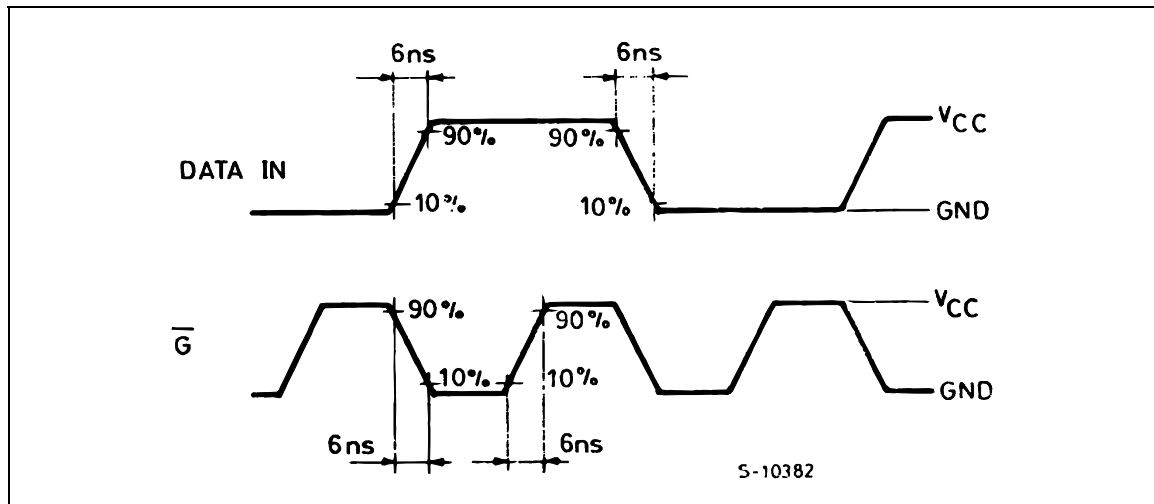 6ns 6ns
90% 90% VCC
DATA IN
10% 10% GND
90% 90% VCC
G̅
10% 10% GND
6ns 6ns
S-10382